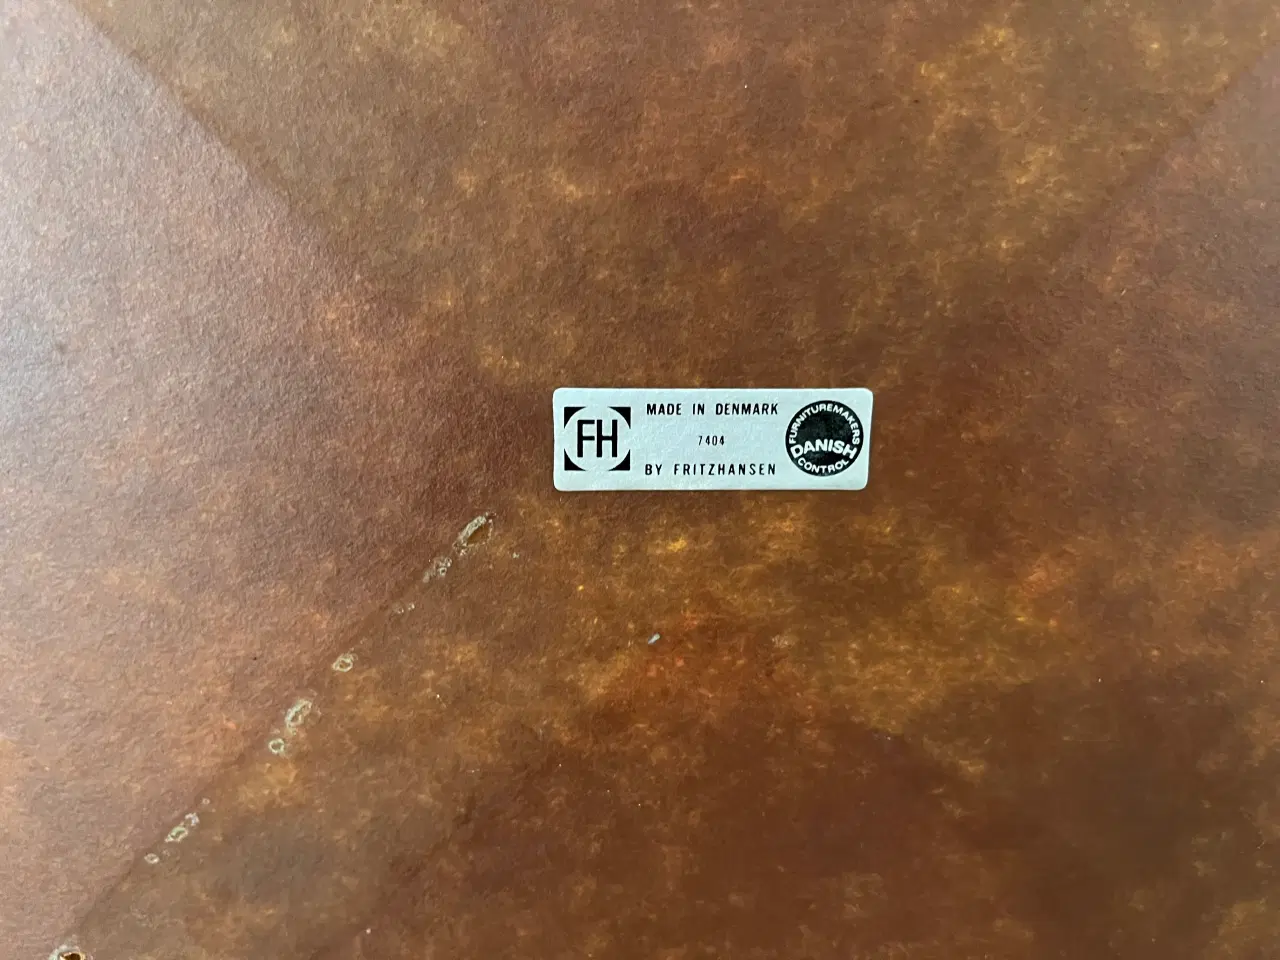 FH
MADE IN DENMARK
7404
BY FRITZHANSEN
FURNITUREMAKERS
DANISH
CONTROL